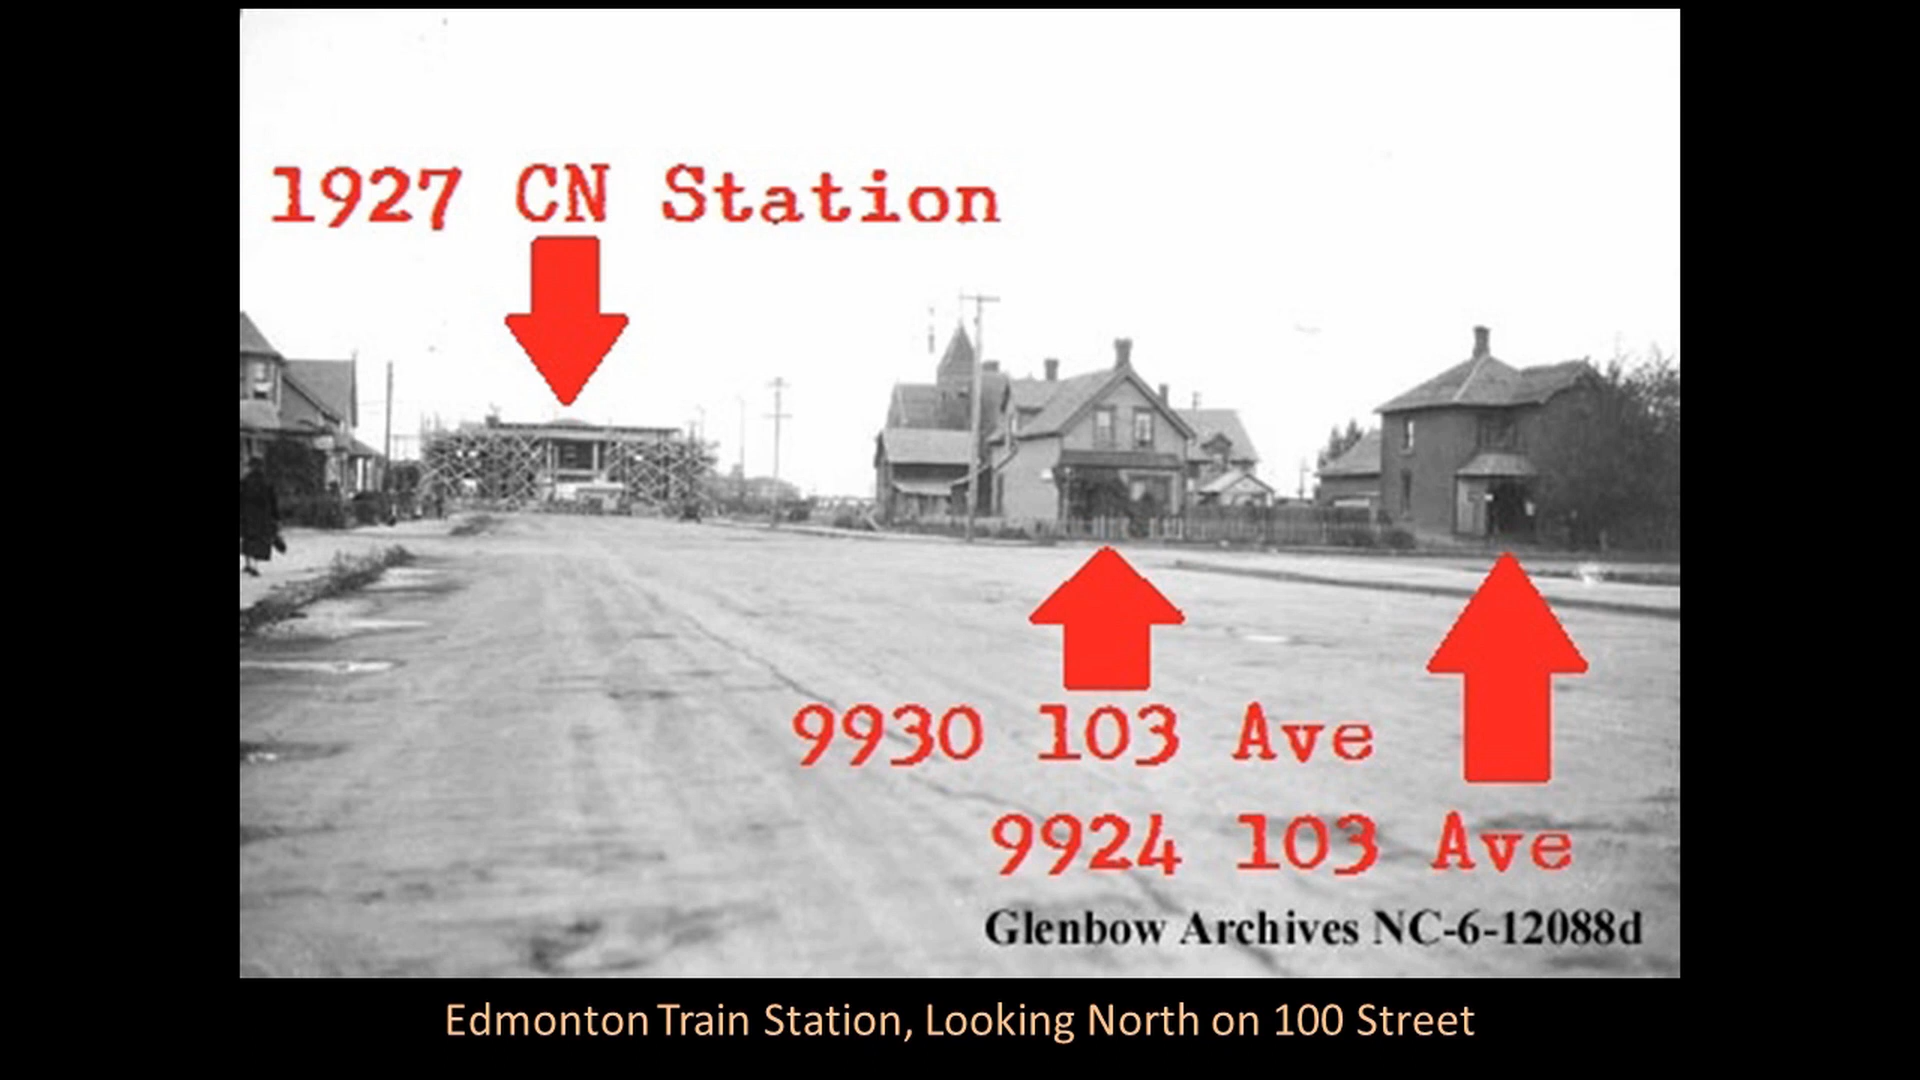 1927 CN Station
9930 103 Ave
9924 103 Ave
Glenbow Archives NC-6-12088d
Edmonton Train Station, Looking North on 100 Street